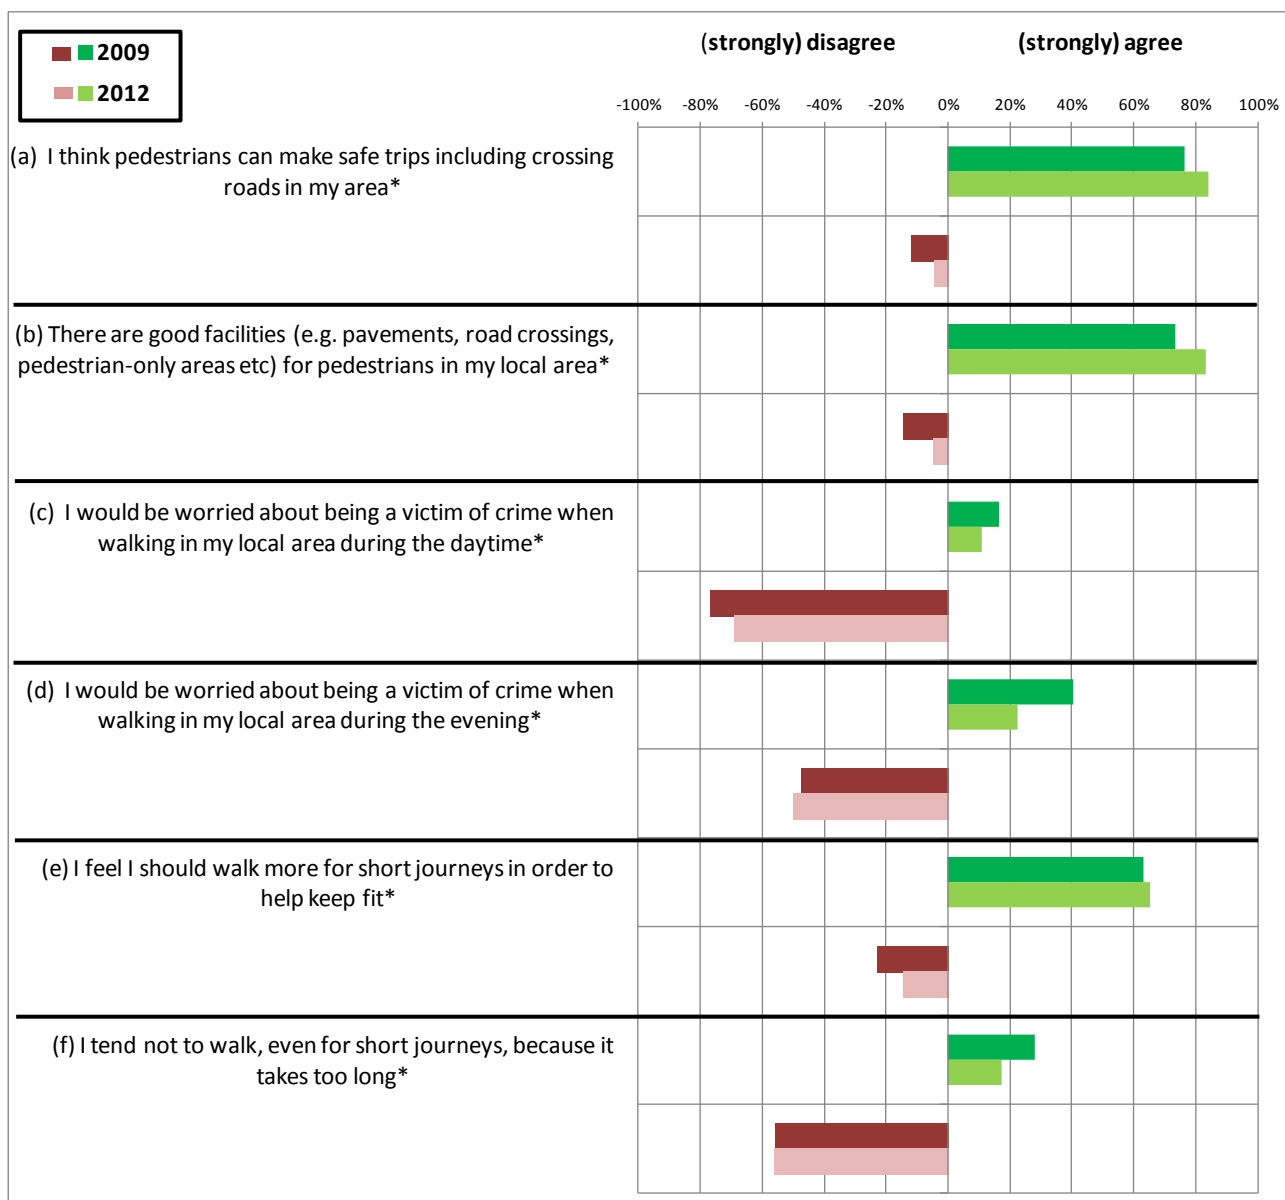 2009
2012
(strongly) disagree
(strongly) agree
-100% -80% -60% -40% -20% 0% 20% 40% 60% 80% 100%
(a) I think pedestrians can make safe trips including crossing
roads in my area*
(b) There are good facilities (e.g. pavements, road crossings,
pedestrian-only areas etc) for pedestrians in my local area*
(c) I would be worried about being a victim of crime when
walking in my local area during the daytime*
(d) I would be worried about being a victim of crime when
walking in my local area during the evening*
(e) I feel I should walk more for short journeys in order to
help keep fit*
(f) I tend not to walk, even for short journeys, because it
takes too long*